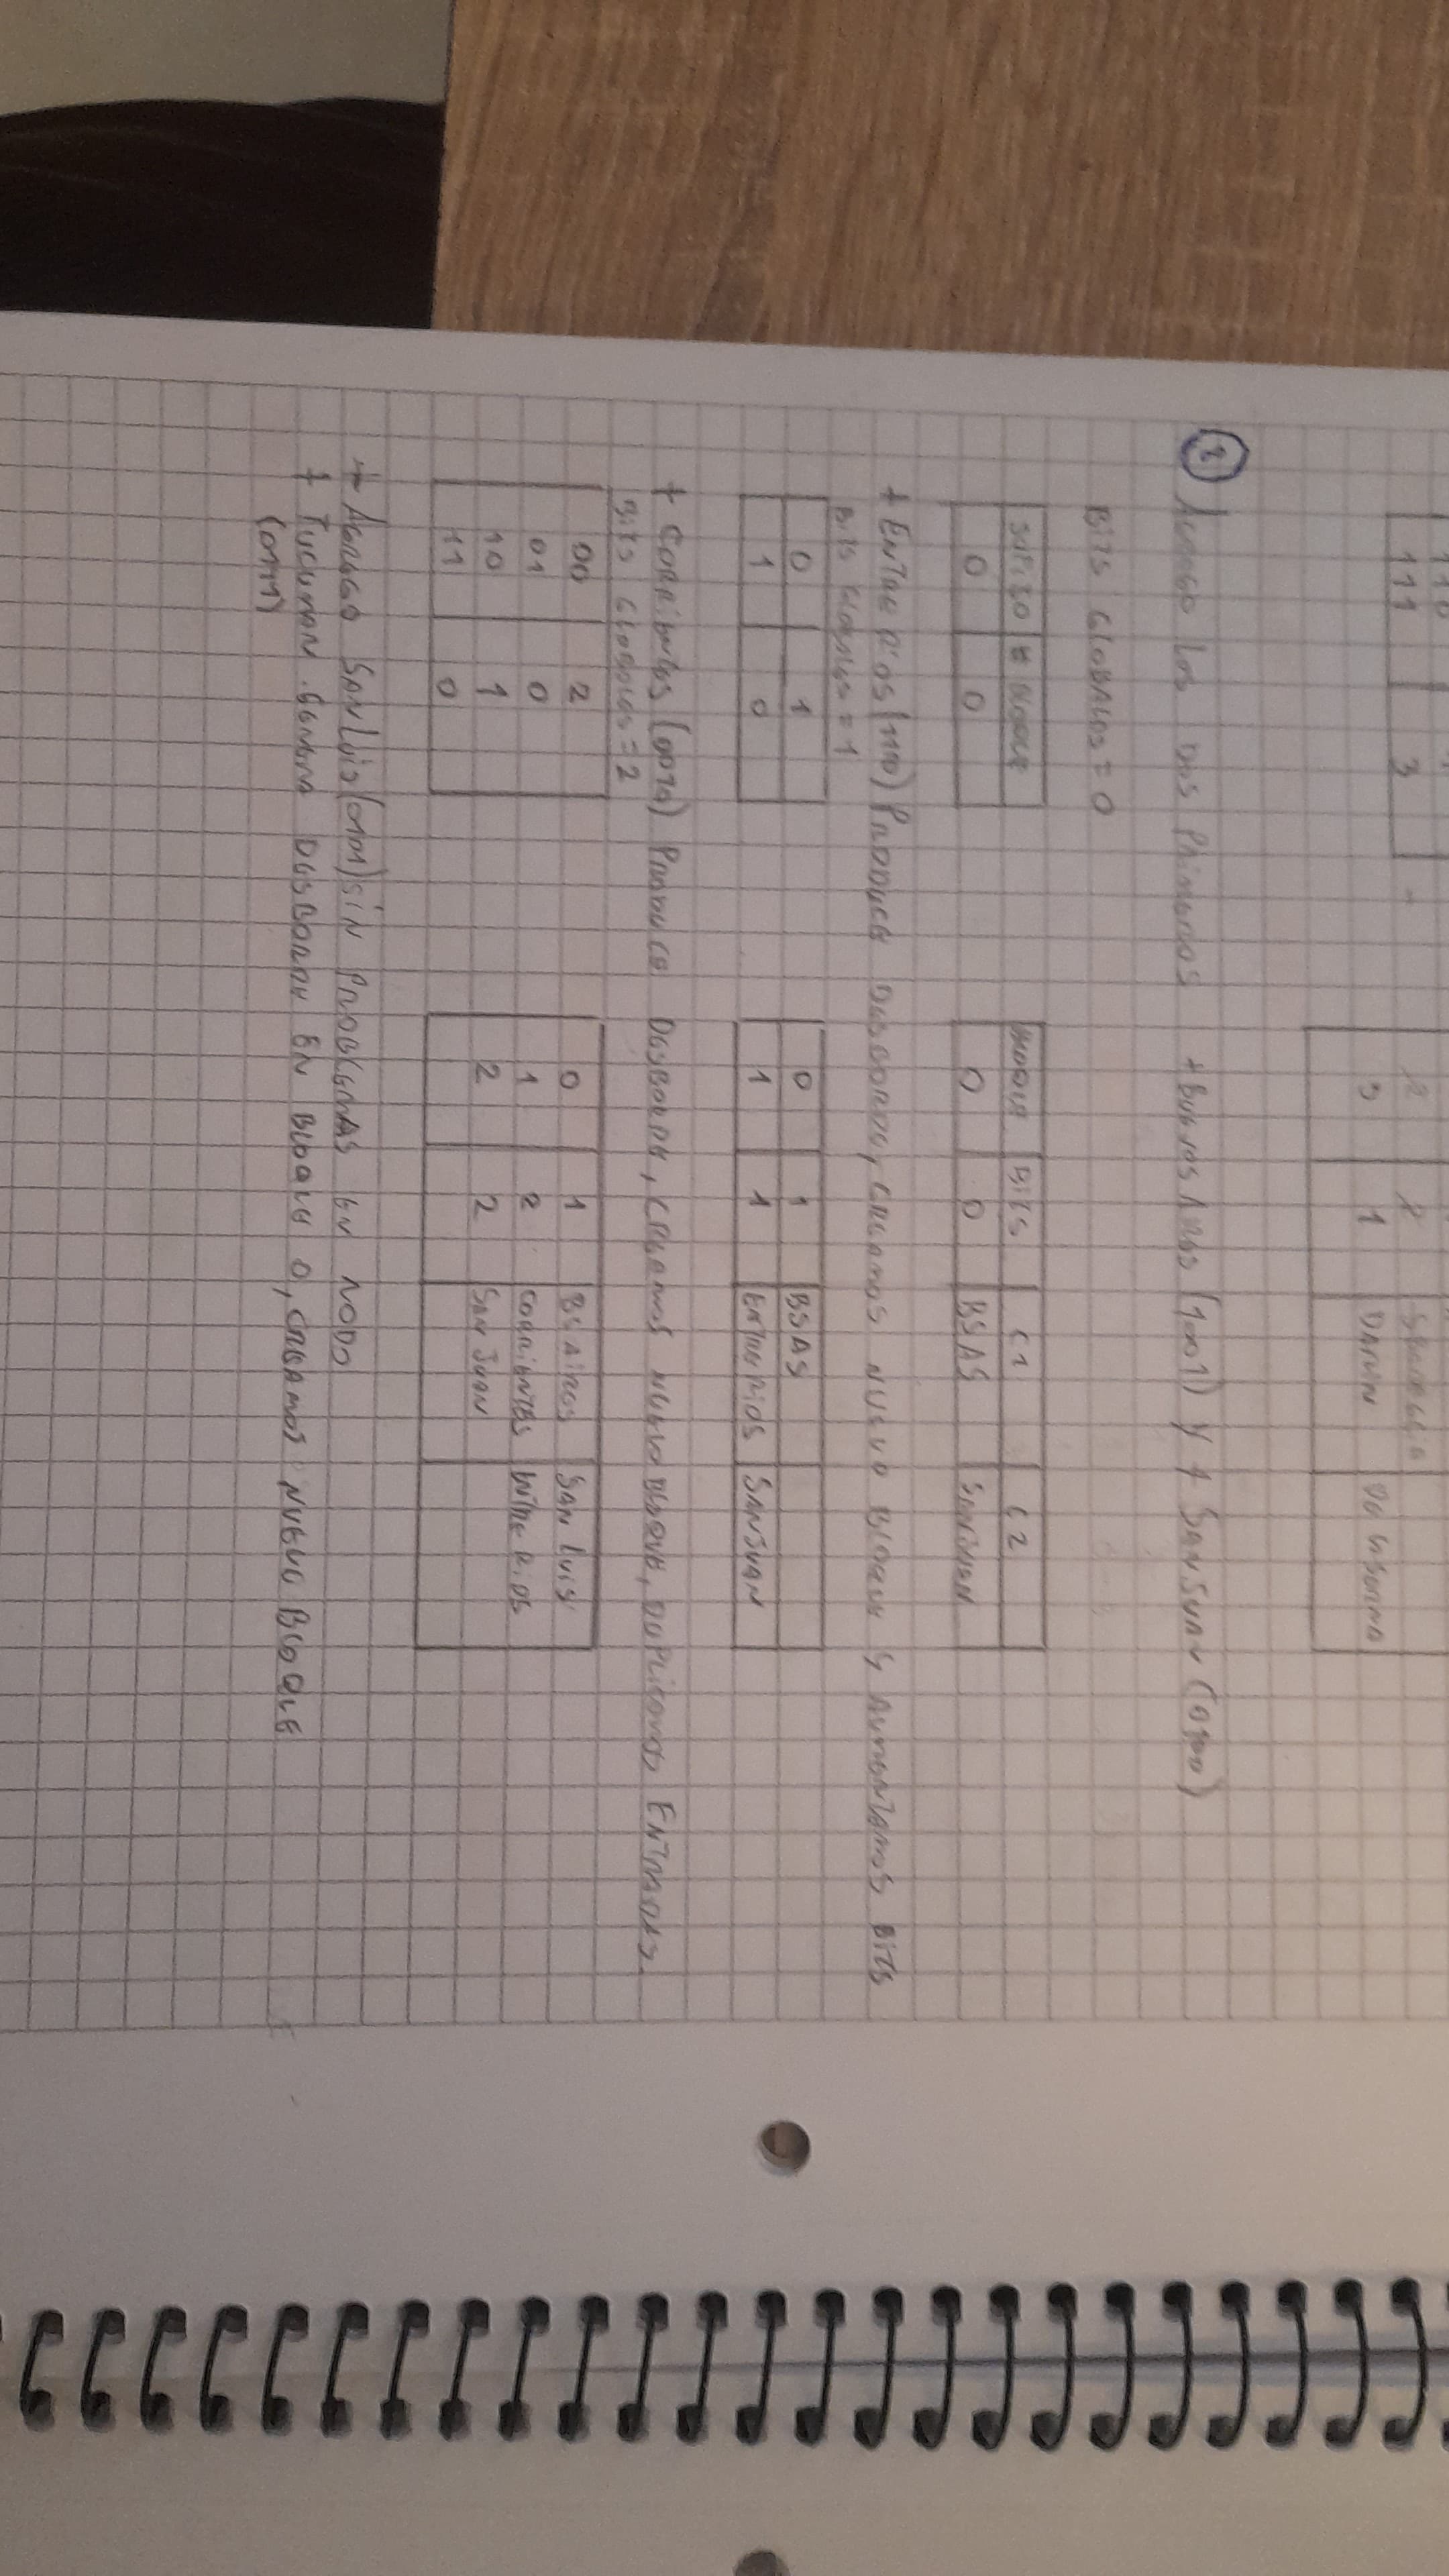 110
111 3
2 2
3 1 DARWIN
2 Agrego los dos Primeros + Buenos Aires (1001) y + San Juan (0100)
Bits Globales = 0
Sufijo # Bloque Bloque Bits C1 C2
0 0 0 0 BSAS SanJuan
+ Entre Rios (1110) Produce Desborde, creamos nuevo Bloque y Aumentamos Bits
Bits Globales = 1
0 1 0 1 BSAS
1 0 1 1 Entre Rios SanJuan
+ Corrientes (0010) Produce Desborde, creamos nuevo Bloque, Duplicamos Entradas.
Bits Globales = 2
00 2 0 1 Bs Aires San Luis
01 0 1 2 Corrientes Entre Rios
10 1 2 2 San Juan
11 0
+ Agrego San Luis (0101) sin Problemas en nodo
+ Tucuman genera Desborde en Bloque 0, creamos nuevo Bloque
(0111)